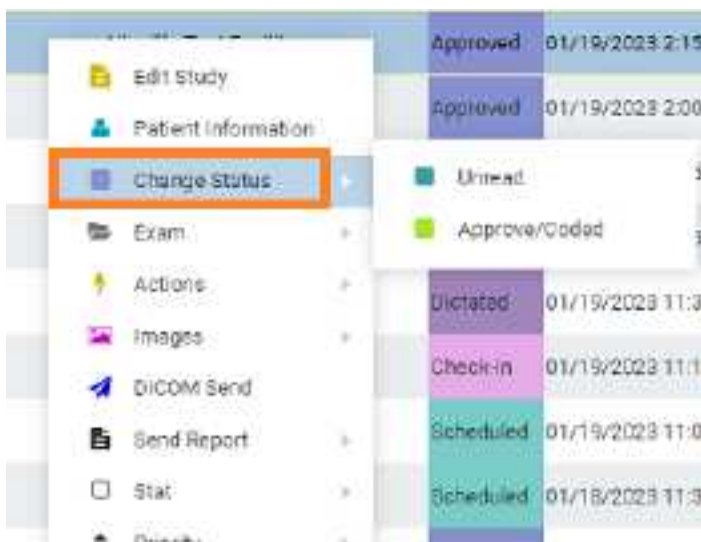 Approved 01/19/2023 2:15
Edit Study
Approved 01/19/2023 2:00
Patient Information
Change Status
Unread
Exam
Approve/Coded
Actions
Dictated 01/19/2023 11:3
Images
Check-In 01/19/2023 11:1
DICOM Send
Send Report
Scheduled 01/19/2023 11:0
Stat
Scheduled 01/18/2023 11:3